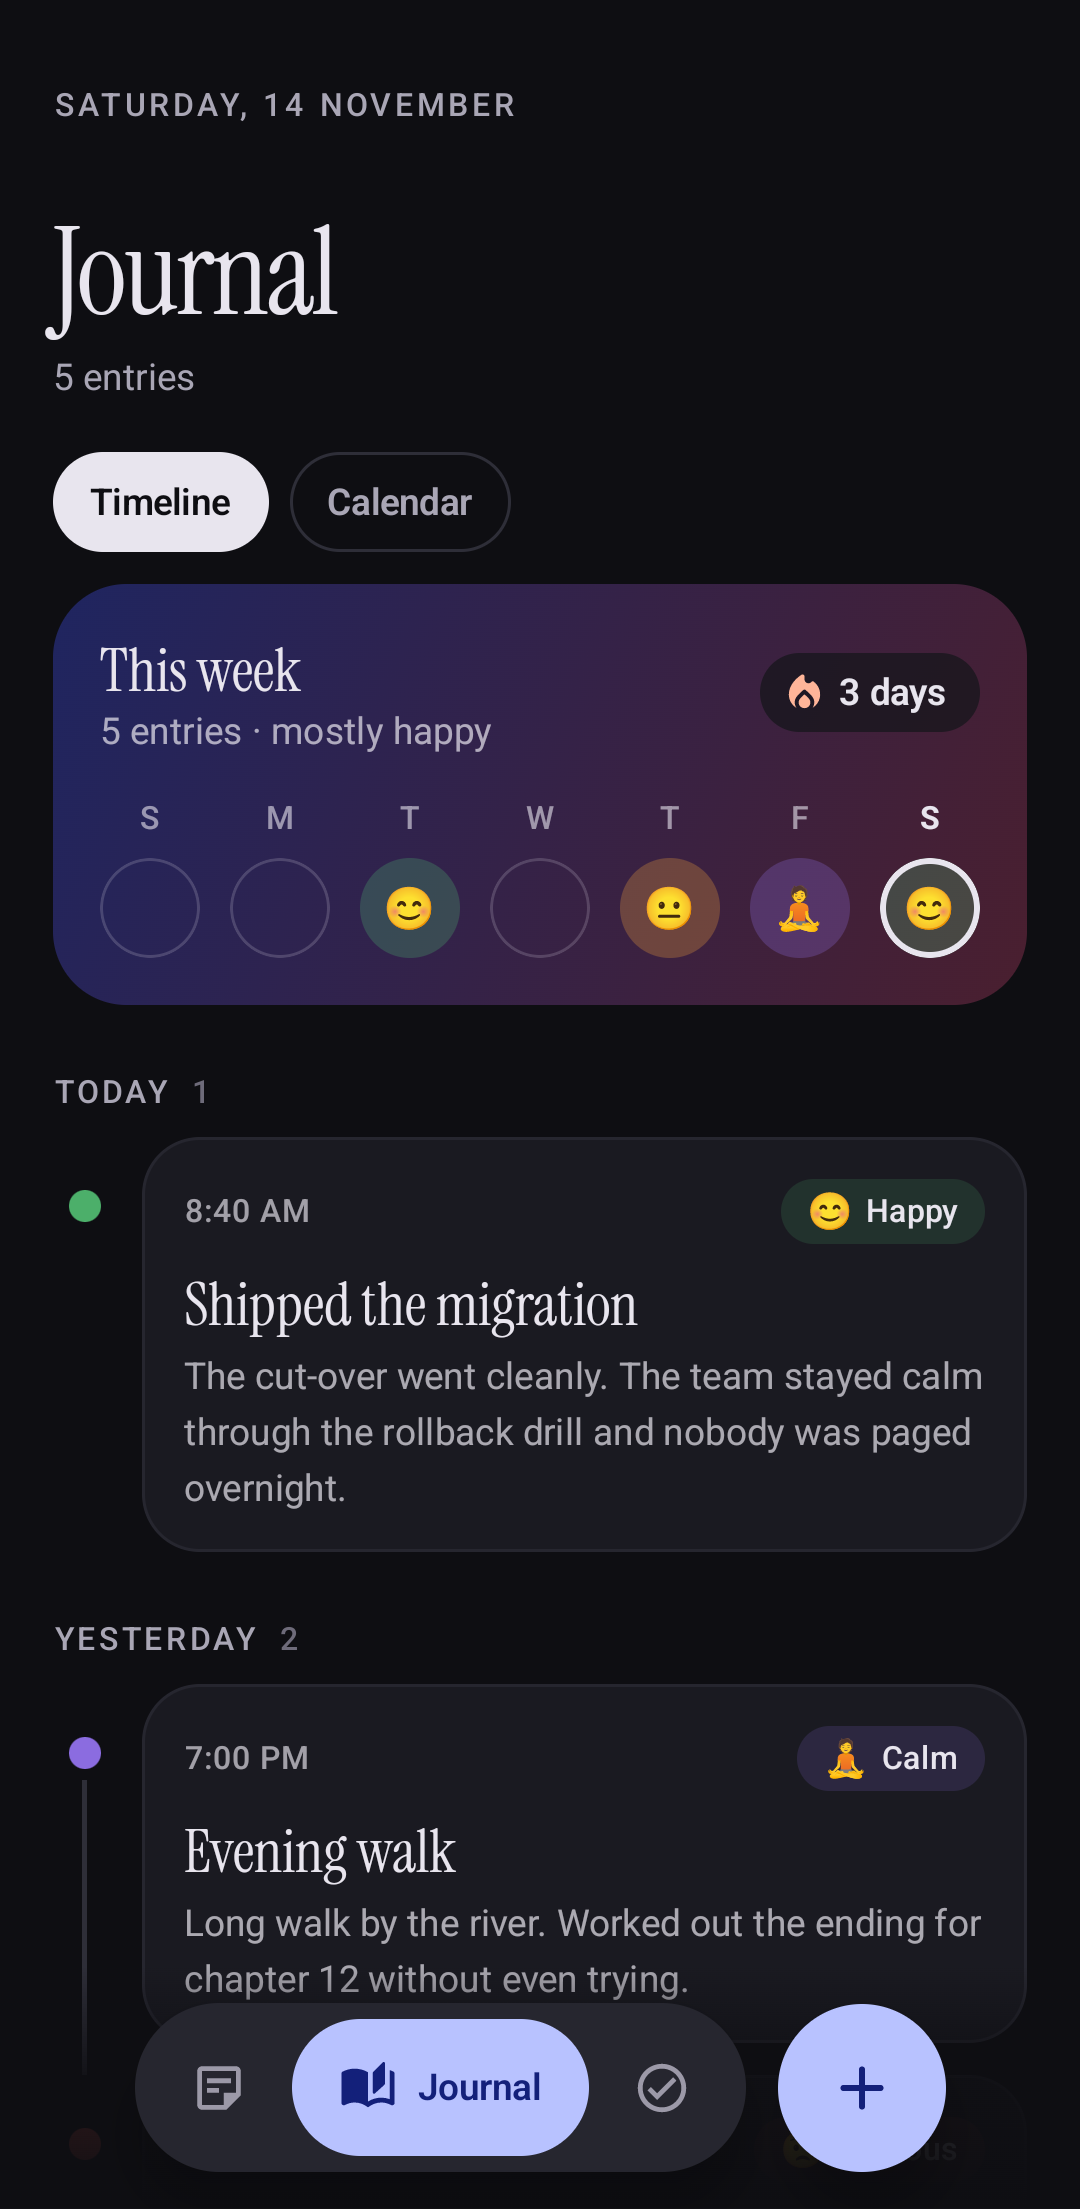 SATURDAY, 14 NOVEMBER
Journal
5 entries
Timeline
Calendar
This week
5 entries · mostly happy
3 days
S M T W T F S
TODAY 1
8:40 AM
Happy
Shipped the migration
The cut-over went cleanly. The team stayed calm
through the rollback drill and nobody was paged
overnight.
YESTERDAY 2
7:00 PM
Calm
Evening walk
Long walk by the river. Worked out the ending for
chapter 12 without even trying.
Journal